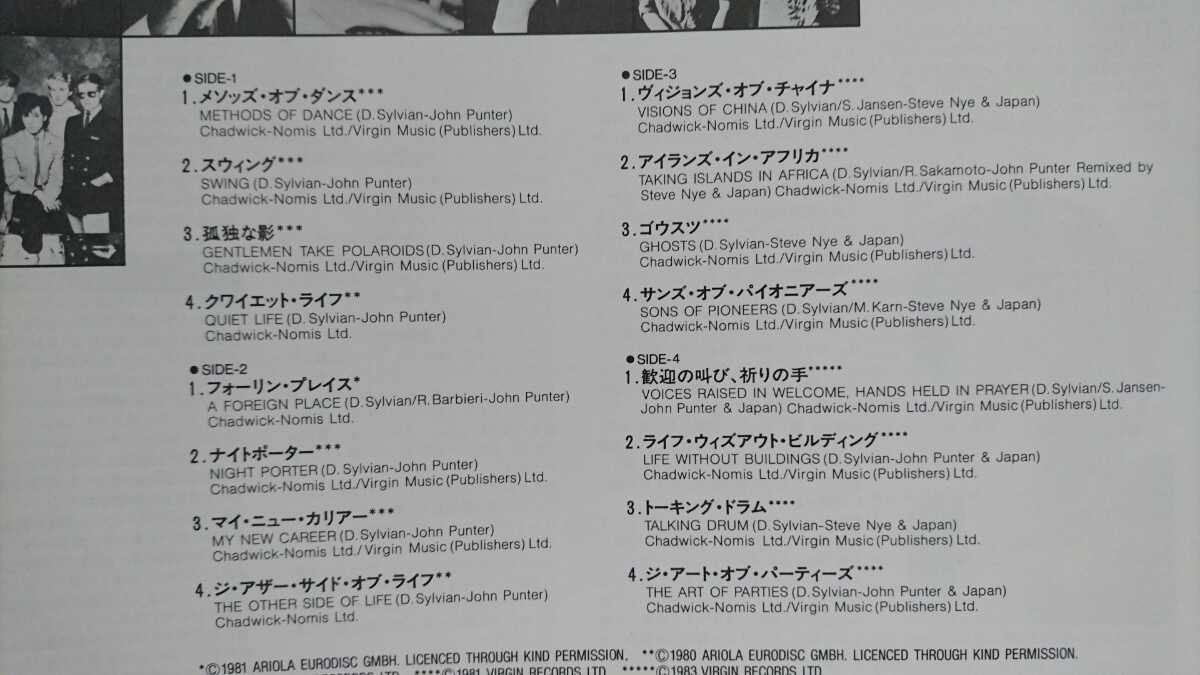 ●SIDE-1
1.メソッズ・オブ・ダンス***
METHODS OF DANCE(D.Sylvian-John Punter)
Chadwick-Nomis Ltd./Virgin Music(Publishers)Ltd.
2.スウィング***
SWING(D.Sylvian-John Punter)
Chadwick-Nomis Ltd./Virgin Music(Publishers)Ltd.
3.孤独な影***
GENTLEMEN TAKE POLAROIDS(D.Sylvian-John Punter)
Chadwick-Nomis Ltd./Virgin Music(Publishers)Ltd.
4.クワイエット・ライフ**
QUIET LIFE(D.Sylvian-John Punter)
Chadwick-Nomis Ltd.
●SIDE-2
1.フォーリン・プレイス*
A FOREIGN PLACE(D.Sylvian/R.Barbieri-John Punter)
Chadwick-Nomis Ltd.
2.ナイトポーター***
NIGHT PORTER(D.Sylvian-John Punter)
Chadwick-Nomis Ltd./Virgin Music(Publishers)Ltd.
3.マイ・ニュー・カリアー***
MY NEW CAREER(D.Sylvian-John Punter)
Chadwick-Nomis Ltd./Virgin Music(Publishers)Ltd.
4.ジ・アザー・サイド・オブ・ライフ**
THE OTHER SIDE OF LIFE(D.Sylvian-John Punter)
Chadwick-Nomis Ltd.
●SIDE-3
1.ヴィジョンズ・オブ・チャイナ****
VISIONS OF CHINA(D.Sylvian/S.Jansen-Steve Nye & Japan)
Chadwick-Nomis Ltd./Virgin Music(Publishers)Ltd.
2.アイランズ・イン・アフリカ****
TAKING ISLANDS IN AFRICA(D.Sylvian/R.Sakamoto-John Punter Remixed by
Steve Nye & Japan) Chadwick-Nomis Ltd./Virgin Music(Publishers)Ltd.
3.ゴウスツ****
GHOSTS(D.Sylvian-Steve Nye & Japan)
Chadwick-Nomis Ltd./Virgin Music(Publishers)Ltd.
4.サンズ・オブ・パイオニアーズ****
SONS OF PIONEERS(D.Sylvian/M.Karn-Steve Nye & Japan)
Chadwick-Nomis Ltd./Virgin Music(Publishers)Ltd.
●SIDE-4
1.歓迎の叫び、祈りの手*****
VOICES RAISED IN WELCOME, HANDS HELD IN PRAYER(D.Sylvian/S.Jansen-
John Punter & Japan) Chadwick-Nomis Ltd./Virgin Music(Publishers)Ltd.
2.ライフ・ウィズアウト・ビルディング****
LIFE WITHOUT BUILDINGS(D.Sylvian-John Punter & Japan)
Chadwick-Nomis Ltd./Virgin Music(Publishers)Ltd.
3.トーキング・ドラム****
TALKING DRUM(D.Sylvian-Steve Nye & Japan)
Chadwick-Nomis Ltd./Virgin Music(Publishers)Ltd.
4.ジ・アート・オブ・パーティーズ****
THE ART OF PARTIES(D.Sylvian-John Punter & Japan)
Chadwick-Nomis Ltd./Virgin Music(Publishers)Ltd.
*©1981 ARIOLA EURODISC GMBH. LICENCED THROUGH KIND PERMISSION. **©1980 ARIOLA EURODISC GMBH. LICENCED THROUGH KIND PERMISSION.
RECORDS LTD. ****©1981 VIRGIN RECORDS LTD. *****©1983 VIRGIN RECORDS LTD.